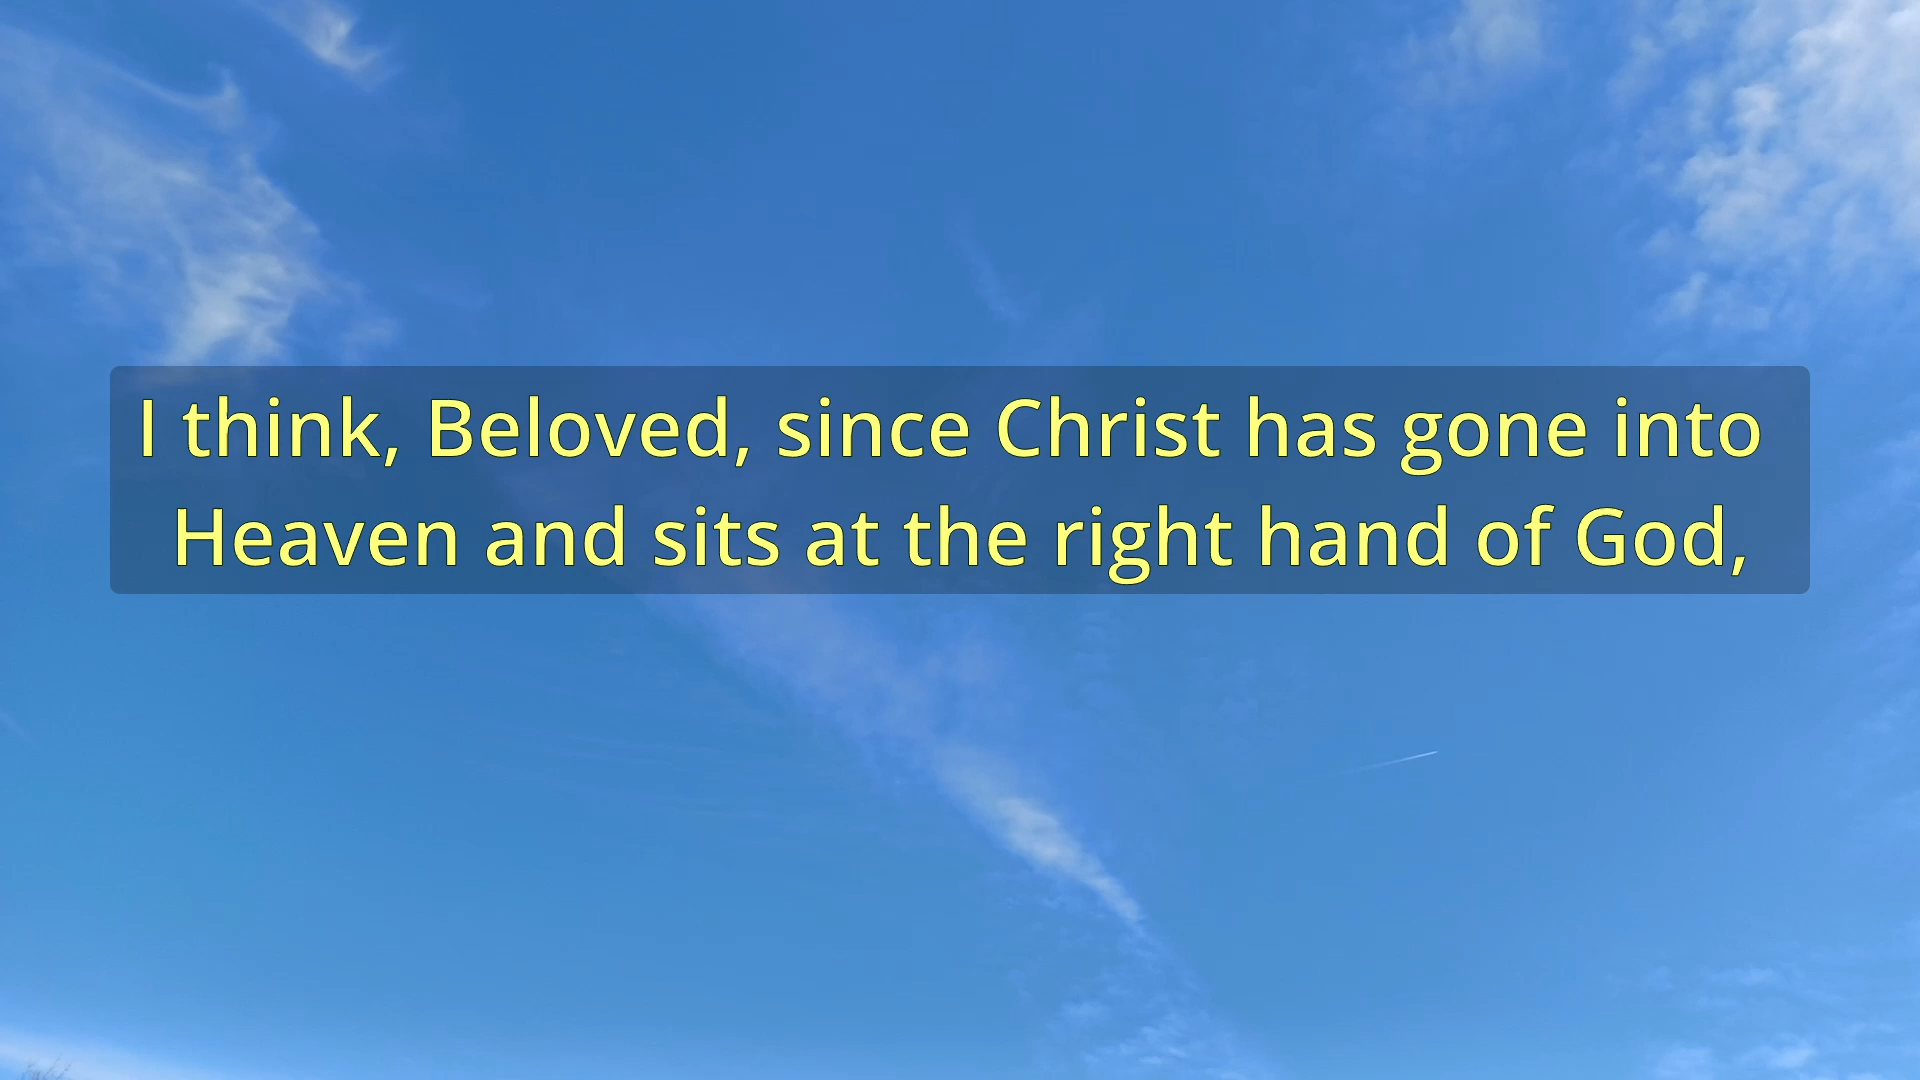 I think, Beloved, since Christ has gone into
Heaven and sits at the right hand of God,